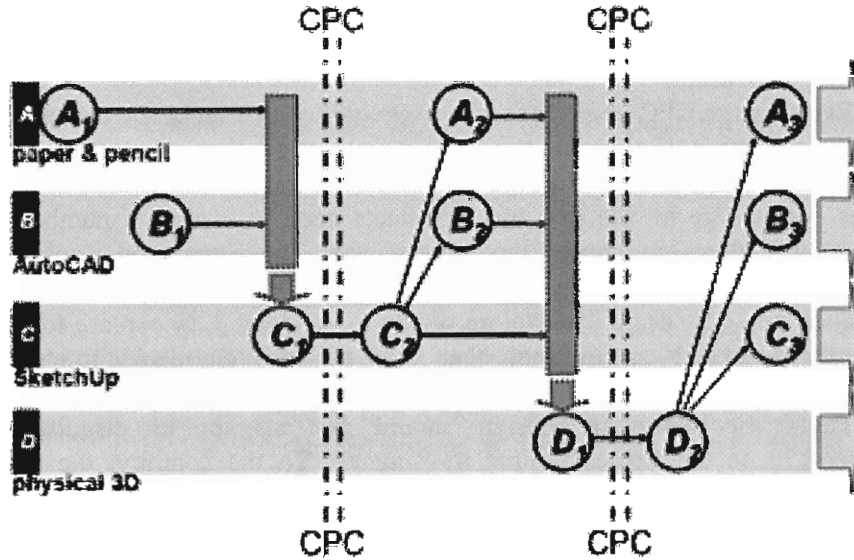 CPC CPC
A A1 A2 A3
paper & pencil
B B1 B2 B3
AutoCAD
C C1 C2 C3
SketchUp
D D1 D2
physical 3D
CPC CPC